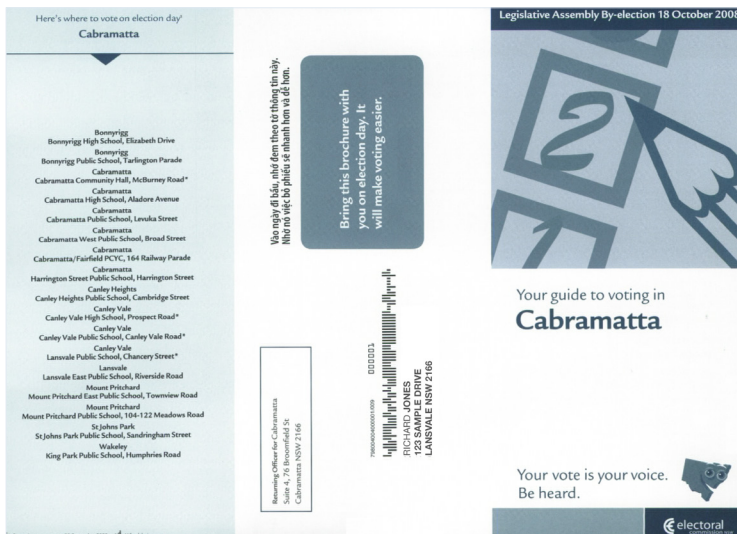 Here's where to vote on election day*
Cabramatta
Bonnyrigg
Bonnyrigg High School, Elizabeth Drive
Bonnyrigg
Bonnyrigg Public School, Tarlington Parade
Cabramatta
Cabramatta Community Hall, McBurney Road*
Cabramatta
Cabramatta High School, Aladore Avenue
Cabramatta
Cabramatta Public School, Levuka Street
Cabramatta
Cabramatta West Public School, Broad Street
Cabramatta
Cabramatta/Fairfield PCYC, 164 Railway Parade
Cabramatta
Harrington Street Public School, Harrington Street
Canley Heights
Canley Heights Public School, Cambridge Street
Canley Vale
Canley Vale High School, Prospect Road*
Canley Vale
Canley Vale Public School, Canley Vale Road*
Canley Vale
Lansvale Public School, Chancery Street*
Lansvale
Lansvale East Public School, Riverside Road
Mount Pritchard
Mount Pritchard East Public School, Townview Road
Mount Pritchard
Mount Pritchard Public School, 104-122 Meadows Road
St Johns Park
St Johns Park Public School, Sandringham Street
Wakeley
King Park Public School, Humphries Road
Vào ngày đi bầu, nhớ đem theo tờ thông tin này.
Nhờ nó việc bỏ phiếu sẽ nhanh hơn và dễ hơn.
Bring this brochure with
you on election day. It
will make voting easier.
Returning Officer for Cabramatta
Suite 4, 76 Broomfield St
Cabramatta NSW 2166
000001
RICHARD JONES
123 SAMPLE DRIVE
LANSVALE NSW 2166
Legislative Assembly By-election 18 October 2008
2
1
Your guide to voting in
Cabramatta
Your vote is your voice.
Be heard.
electoral
commission nsw